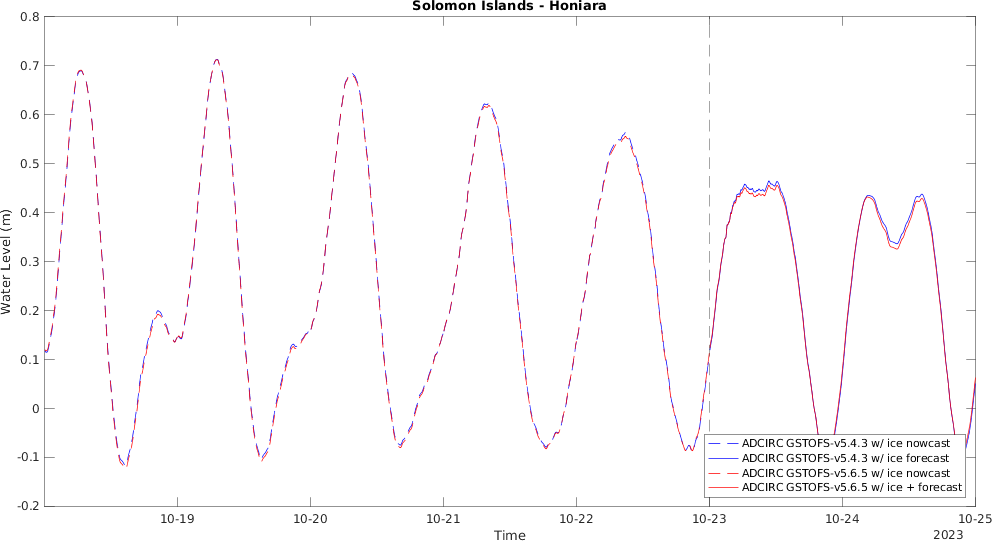 Solomon Islands - Honiara
0.8
0.7
0.6
0.5
0.4
0.3
0.2
0.1
0
-0.1
-0.2
Water Level (m)
ADCIRC GSTOFS-v5.4.3 w/ ice nowcast
ADCIRC GSTOFS-v5.4.3 w/ ice forecast
ADCIRC GSTOFS-v5.6.5 w/ ice nowcast
ADCIRC GSTOFS-v5.6.5 w/ ice + forecast
10-19 10-20 10-21 10-22 10-23 10-24 10-25
Time
2023